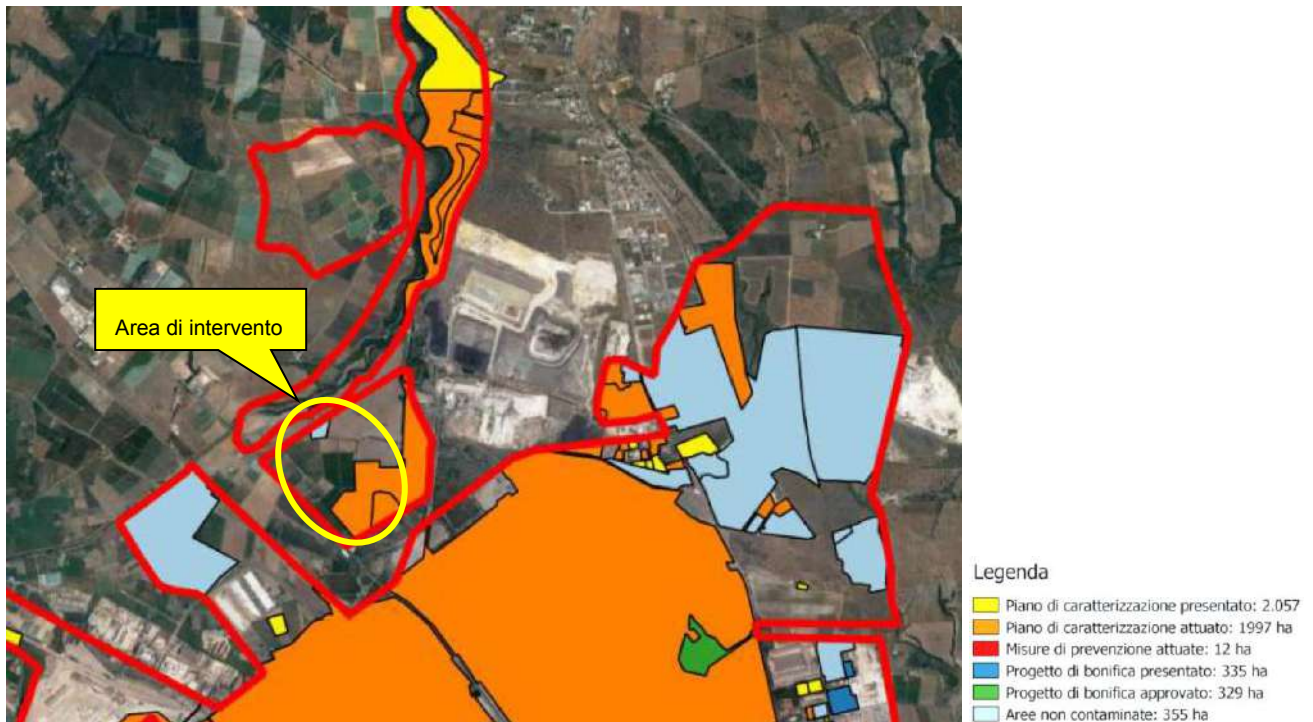 Area di intervento
Legenda
Piano di caratterizzazione presentato: 2.057
Piano di caratterizzazione attuato: 1997 ha
Misure di prevenzione attuate: 12 ha
Progetto di bonifica presentato: 335 ha
Progetto di bonifica approvato: 329 ha
Aree non contaminate: 355 ha